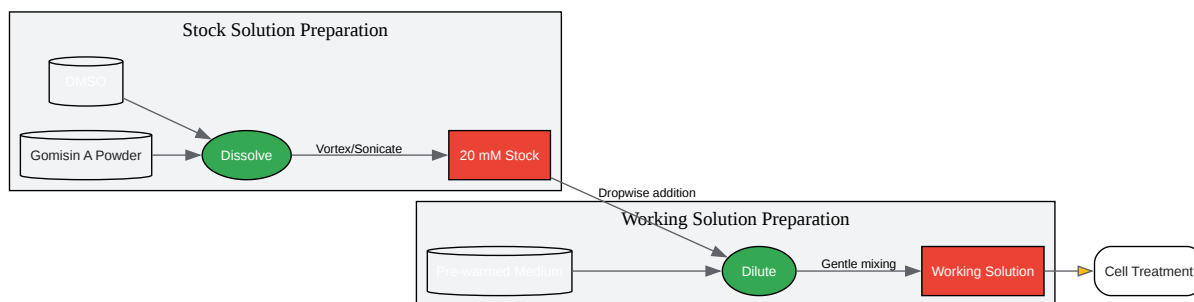 Stock Solution Preparation
DMSO
Gomisin A Powder
Dissolve
Vortex/Sonicate
20 mM Stock
Dropwise addition
Working Solution Preparation
Pre-warmed Medium
Dilute
Gentle mixing
Working Solution
Cell Treatment